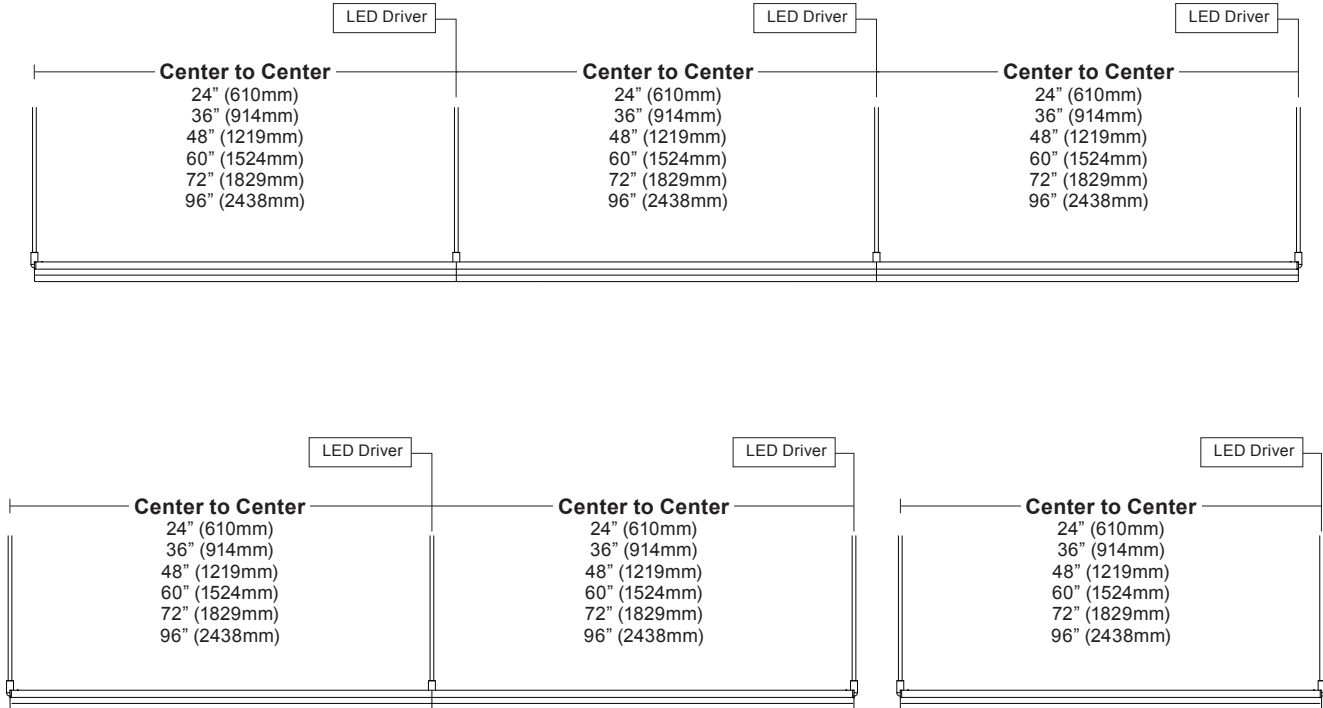 LED Driver
LED Driver
LED Driver
Center to Center
24” (610mm)
36” (914mm)
48” (1219mm)
60” (1524mm)
72” (1829mm)
96” (2438mm)
Center to Center
24” (610mm)
36” (914mm)
48” (1219mm)
60” (1524mm)
72” (1829mm)
96” (2438mm)
Center to Center
24” (610mm)
36” (914mm)
48” (1219mm)
60” (1524mm)
72” (1829mm)
96” (2438mm)
LED Driver
LED Driver
LED Driver
Center to Center
24” (610mm)
36” (914mm)
48” (1219mm)
60” (1524mm)
72” (1829mm)
96” (2438mm)
Center to Center
24” (610mm)
36” (914mm)
48” (1219mm)
60” (1524mm)
72” (1829mm)
96” (2438mm)
Center to Center
24” (610mm)
36” (914mm)
48” (1219mm)
60” (1524mm)
72” (1829mm)
96” (2438mm)